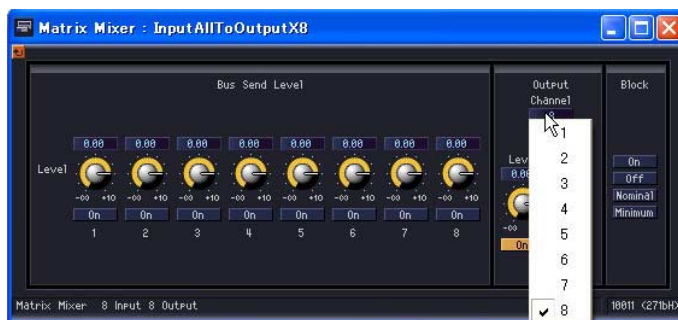 Matrix Mixer : InputAllToOutputX8
Bus Send Level
Output
Channel
Block
8
1
2
3
4
5
6
7
8
0.00 0.00 0.00 0.00 0.00 0.00 0.00 0.00
Level
-∞ +10 -∞ +10 -∞ +10 -∞ +10 -∞ +10 -∞ +10 -∞ +10 -∞ +10
On On On On On On On On
1 2 3 4 5 6 7 8
-∞
On
On
Off
Nominal
Minimum
Matrix Mixer 8 Input 8 Output
10011 (271bH)